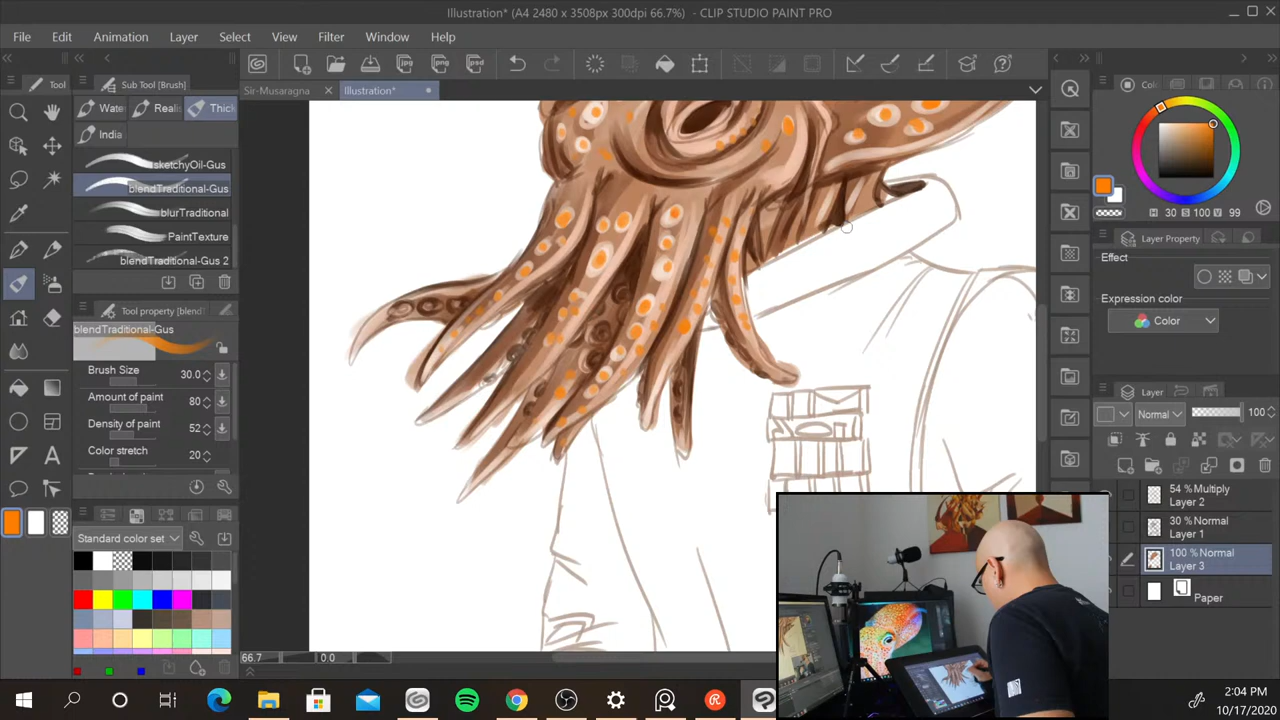 Illustration* (A4 2480 x 3508px 300dpi 66.7%)  - CLIP STUDIO PAINT PRO
File Edit Animation Layer Select View Filter Window Help
Tool
Sub Tool [Brush]
Sir-Musaragna
Illustration*
Wate
Reali
Thick
India
sketchyOil-Gus
blendTraditional-Gus
blurTraditional
PaintTexture
blendTraditional-Gus 2
Tool property [blend
blendTraditional-Gus
Brush Size 30.0
Amount of paint 80
Density of paint 52
Color stretch 20
Standard color set
66.7 0.0
Colo
H 30 S 100 V 99
Layer Property
Effect
Expression color
Color
Layer
Normal 100
54 % Multiply
Layer 2
30 % Normal
Layer 1
100 % Normal
Layer 3
Paper
2:04 PM
10/17/2020